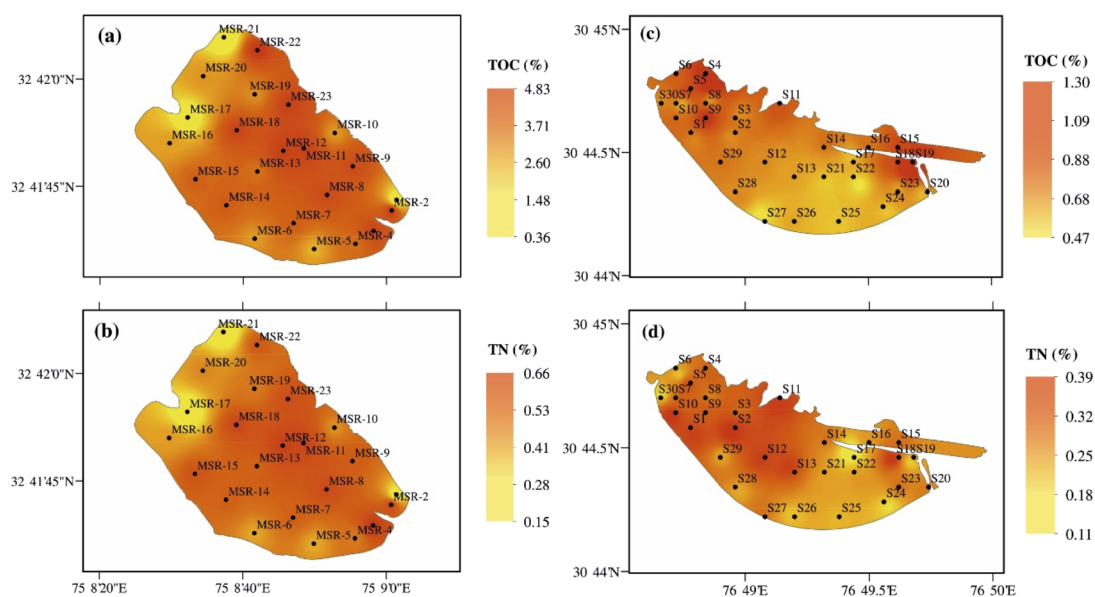 (a)
MSR-21
MSR-22
MSR-20
MSR-19
MSR-23
MSR-17
MSR-18
MSR-10
MSR-16
MSR-12
MSR-11
MSR-9
MSR-13
MSR-15
MSR-8
MSR-14
MSR-2
MSR-7
MSR-6
MSR-5
MSR-4
32 42'0"N
32 41'45"N
TOC (%)
4.83
3.71
2.60
1.48
0.36
(c)
30 45'N
30 44.5'N
30 44'N
S6 S4
S5
S30S7 S8 S11
S10 S9 S3
S1 S2
S14 S16 S15
S29 S12 S17 S18S19
S13 S21 S22
S28 S23 S20
S24
S27 S26 S25
TOC (%)
1.30
1.09
0.88
0.68
0.47
(b)
MSR-21
MSR-22
MSR-20
MSR-19
MSR-23
MSR-17
MSR-18
MSR-10
MSR-16
MSR-12
MSR-11
MSR-9
MSR-13
MSR-15
MSR-8
MSR-14
MSR-2
MSR-7
MSR-6
MSR-5
MSR-4
32 42'0"N
32 41'45"N
75 8'20"E 75 8'40"E 75 9'0"E
TN (%)
0.66
0.53
0.41
0.28
0.15
(d)
30 45'N
30 44.5'N
30 44'N
S6 S4
S5
S30S7 S8 S11
S10 S9 S3
S1 S2
S14 S16 S15
S29 S12 S17 S18S19
S13 S21 S22
S28 S23 S20
S24
S27 S26 S25
76 49'E 76 49.5'E 76 50'E
TN (%)
0.39
0.32
0.25
0.18
0.11